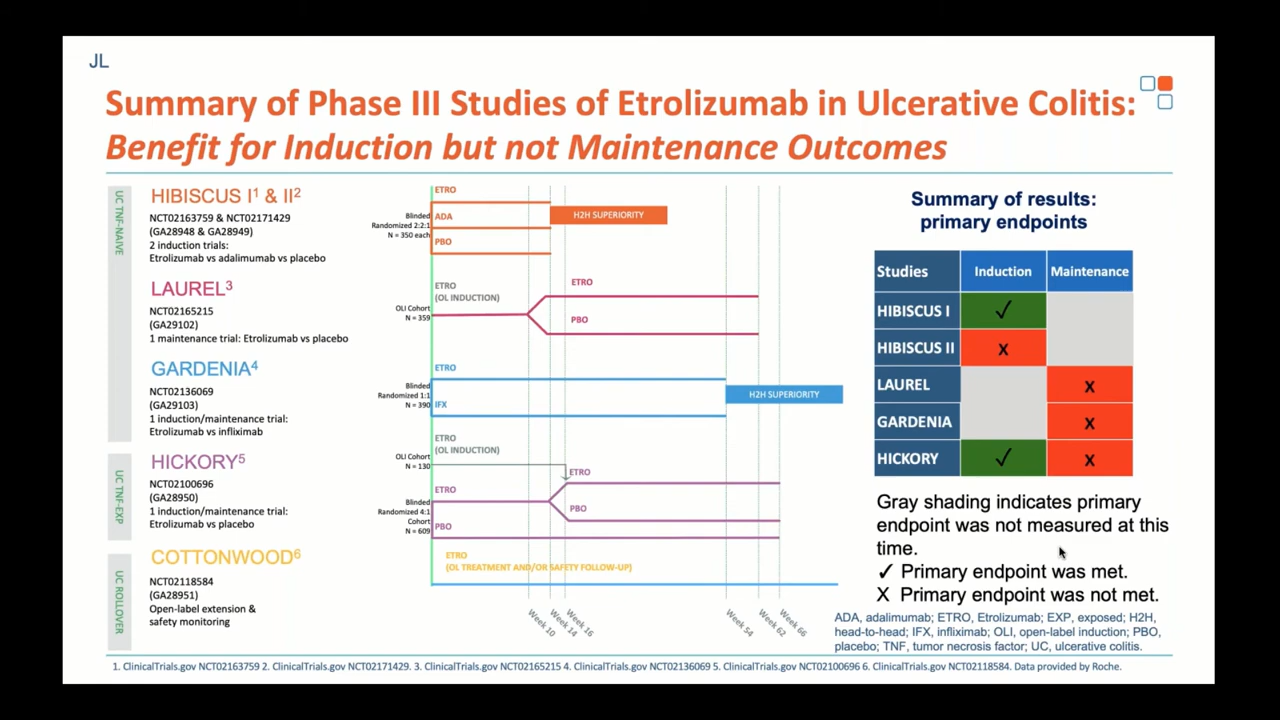 JL
Summary of Phase III Studies of Etrolizumab in Ulcerative Colitis:
Benefit for Induction but not Maintenance Outcomes
UC TNF-NAIVE
HIBISCUS I¹ & II²
NCT02163759 & NCT02171429
(GA28948 & GA28949)
2 induction trials:
Etrolizumab vs adalimumab vs placebo
LAUREL³
NCT02165215
(GA29102)
1 maintenance trial: Etrolizumab vs placebo
GARDENIA⁴
NCT02136069
(GA29103)
1 induction/maintenance trial:
Etrolizumab vs infliximab
UC TNF-EXP
HICKORY⁵
NCT02100696
(GA28950)
1 induction/maintenance trial:
Etrolizumab vs placebo
UC ROLLOVER
COTTONWOOD⁶
NCT02118584
(GA28951)
Open-label extension &
safety monitoring
Blinded
Randomized 2:2:1
N = 350 each
ETRO
ADA
PBO
H2H SUPERIORITY
OLI Cohort
N = 359
ETRO
(OL INDUCTION)
ETRO
PBO
Blinded
Randomized 1:1
N = 390
ETRO
IFX
H2H SUPERIORITY
OLI Cohort
N = 130
ETRO
(OL INDUCTION)
Blinded
Randomized 4:1
Cohort
N = 609
ETRO
PBO
ETRO
PBO
ETRO
(OL TREATMENT AND/OR SAFETY FOLLOW-UP)
Week 10
Week 14
Week 16
Week 54
Week 62
Week 66
Summary of results:
primary endpoints
Studies Induction Maintenance
HIBISCUS I ✓
HIBISCUS II X
LAUREL X
GARDENIA X
HICKORY ✓ X
Gray shading indicates primary
endpoint was not measured at this
time.
✓ Primary endpoint was met.
X Primary endpoint was not met.
ADA, adalimumab; ETRO, Etrolizumab; EXP, exposed; H2H,
head-to-head; IFX, infliximab; OLI, open-label induction; PBO,
placebo; TNF, tumor necrosis factor; UC, ulcerative colitis.
1. ClinicalTrials.gov NCT02163759 2. ClinicalTrials.gov NCT02171429. 3. ClinicalTrials.gov NCT02165215 4. ClinicalTrials.gov NCT02136069 5. ClinicalTrials.gov NCT02100696 6. ClinicalTrials.gov NCT02118584. Data provided by Roche.